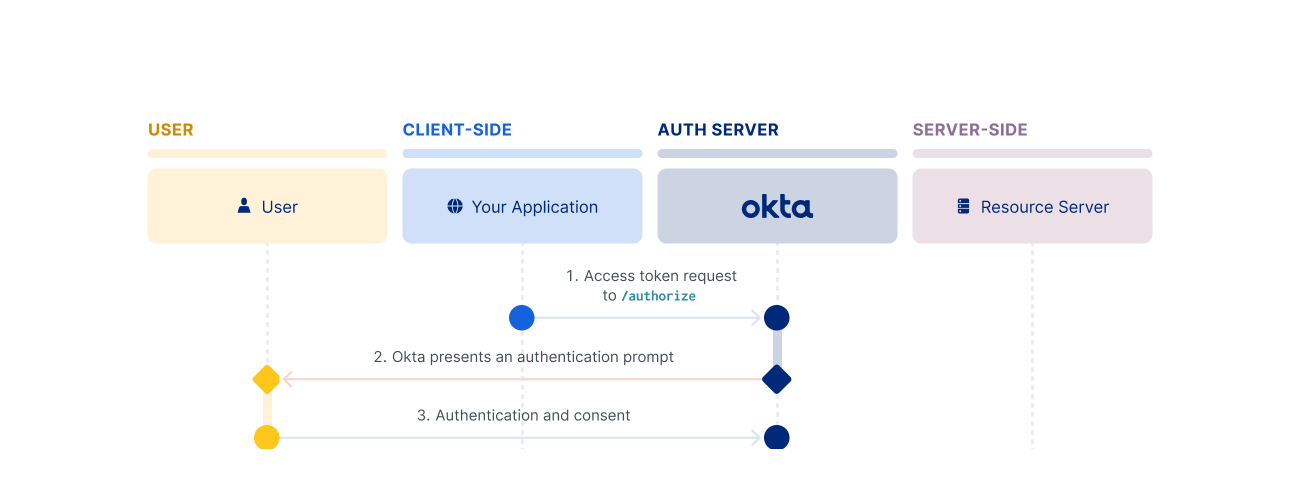 USER
CLIENT-SIDE
AUTH SERVER
SERVER-SIDE
User
Your Application
okta
Resource Server
1. Access token request
to /authorize
2. Okta presents an authentication prompt
3. Authentication and consent